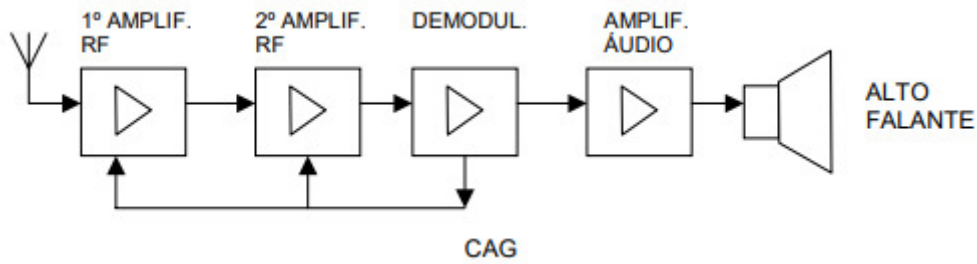 1º AMPLIF.
RF
2º AMPLIF.
RF
DEMODUL.
AMPLIF.
ÁUDIO
ALTO
FALANTE
CAG